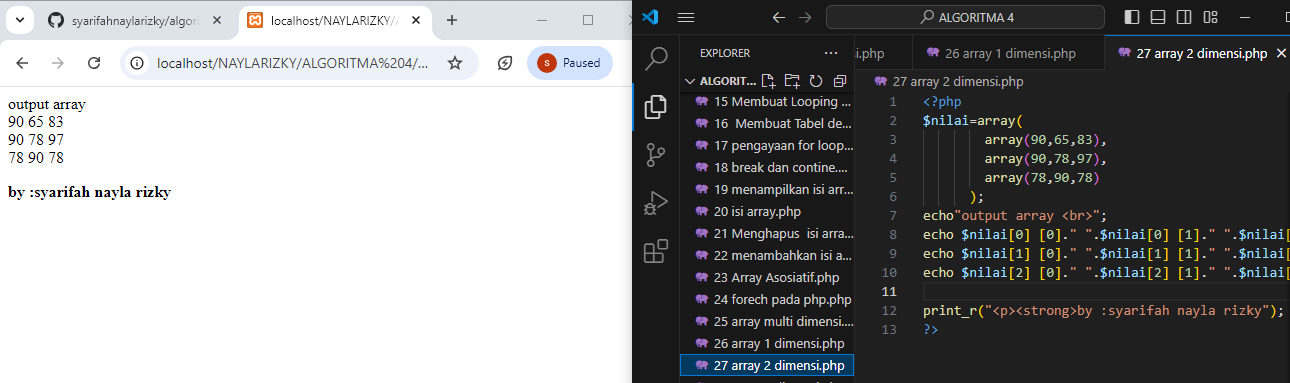 syarifahnaylarizky/algori
localhost/NAYLARIZKY/A
localhost/NAYLARIZKY/ALGORITMA%204/...
S Paused
output array
90 65 83
90 78 97
78 90 78
by :syarifah nayla rizky
ALGORITMA 4
EXPLORER
ALGORIT...
15 Membuat Looping ...
16 Membuat Tabel de...
17 pengayaan for loop...
18 break dan contine....
19 menampilkan isi arr...
20 isi array.php
21 Menghapus isi arra...
22 menambahkan isi a...
23 Array Asosiatif.php
24 forech pada php.php
25 array multi dimensi....
26 array 1 dimensi.php
27 array 2 dimensi.php
i.php
26 array 1 dimensi.php
27 array 2 dimensi.php
27 array 2 dimensi.php
1 <?php
2 $nilai=array(
3 array(90,65,83),
4 array(90,78,97),
5 array(78,90,78)
6 );
7 echo"output array <br>";
8 echo $nilai[0] [0]." ".$nilai[0] [1]." ".$nilai[
9 echo $nilai[1] [0]." ".$nilai[1] [1]." ".$nilai[
10 echo $nilai[2] [0]." ".$nilai[2] [1]." ".$nilai[
11
12 print_r("<p><strong>by :syarifah nayla rizky");
13 ?>